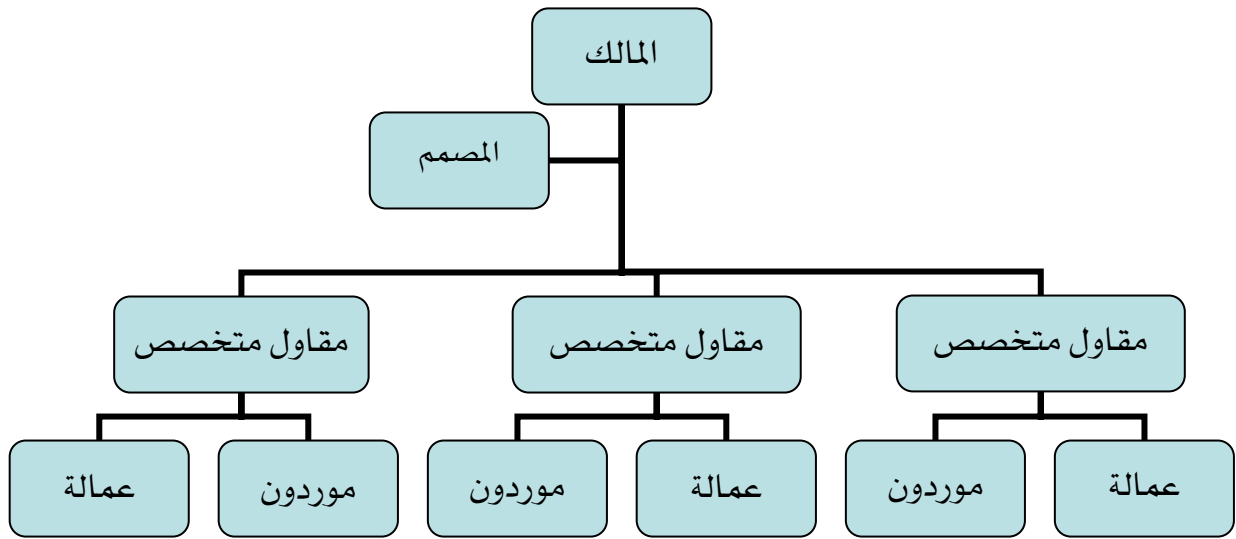 المالك
المصمم
مقاول متخصص
مقاول متخصص
مقاول متخصص
عمالة
موردون
عمالة
موردون
موردون
عمالة